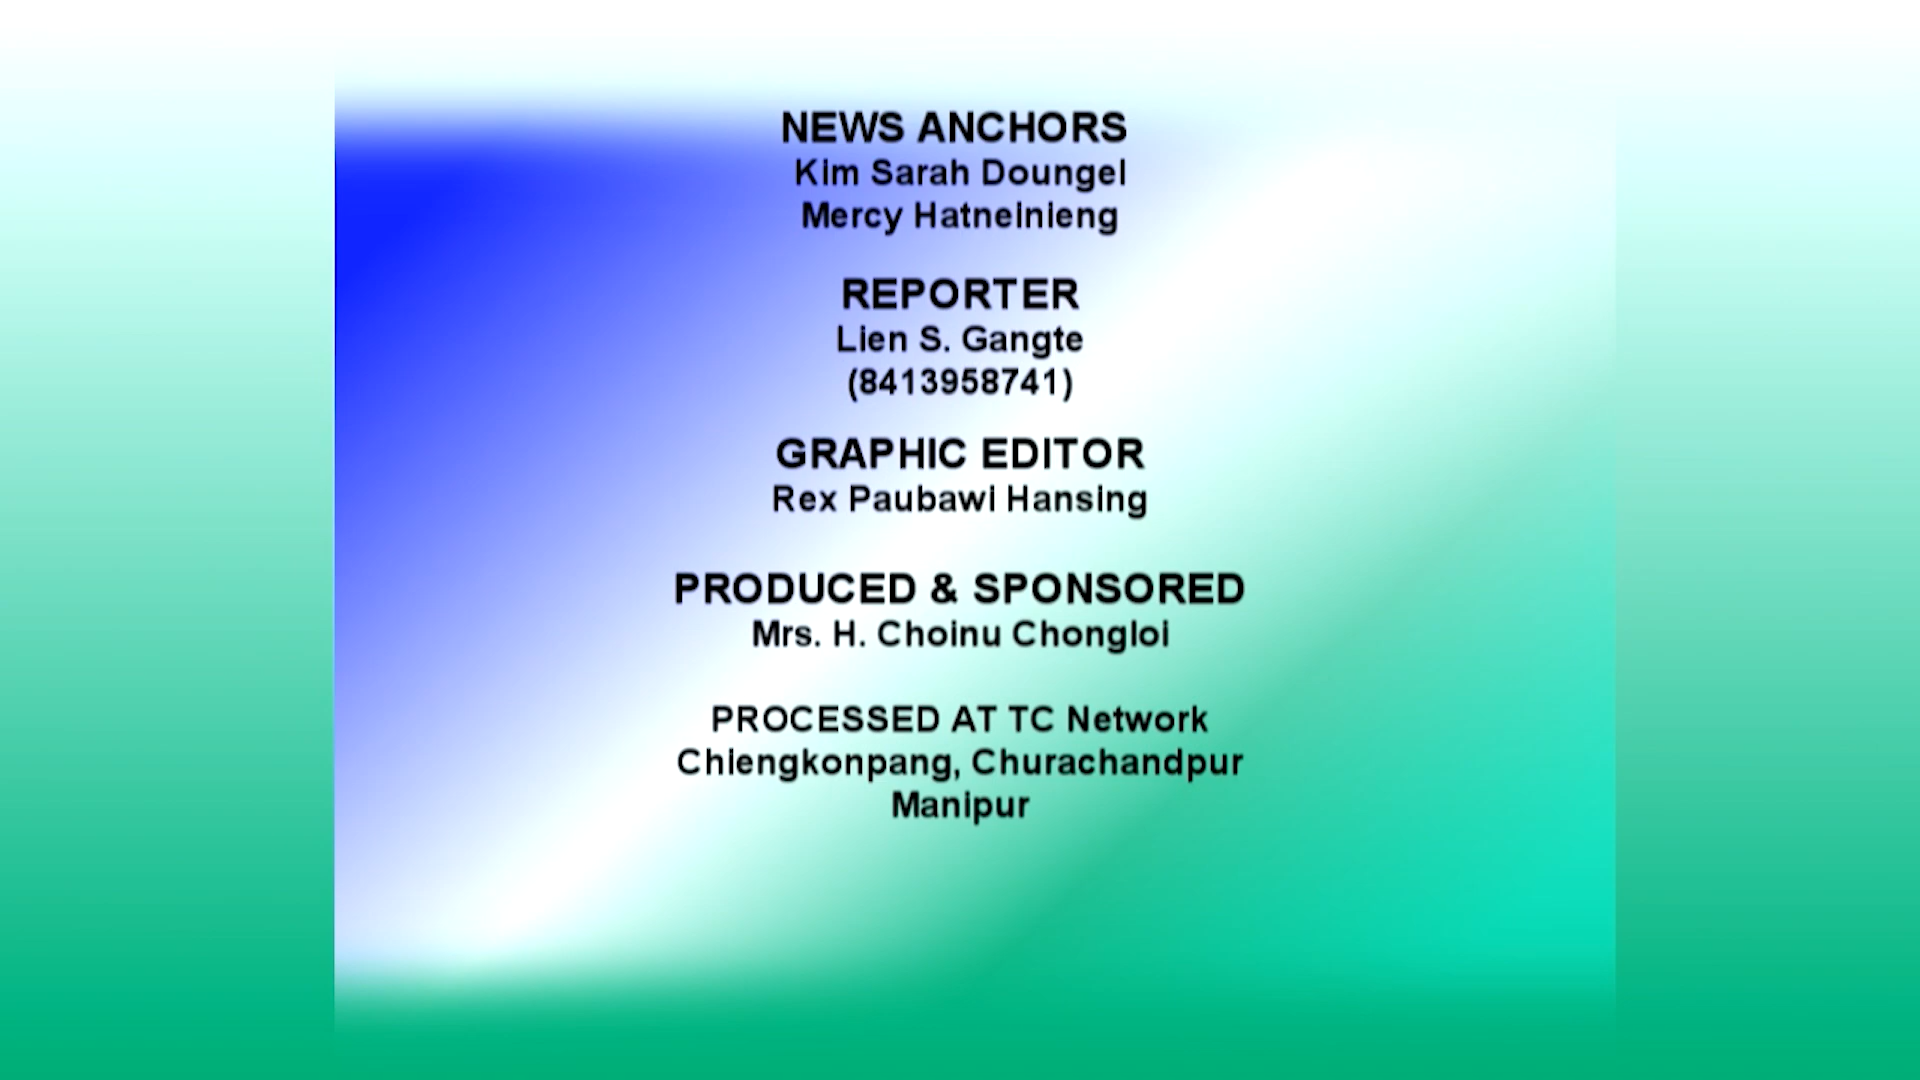 NEWS ANCHORS
Kim Sarah Doungel
Mercy Hatneinieng
REPORTER
Lien S. Gangte
(8413958741)
GRAPHIC EDITOR
Rex Paubawi Hansing
PRODUCED & SPONSORED
Mrs. H. Choinu Chongloi
PROCESSED AT TC Network
Chiengkonpang, Churachandpur
Manipur